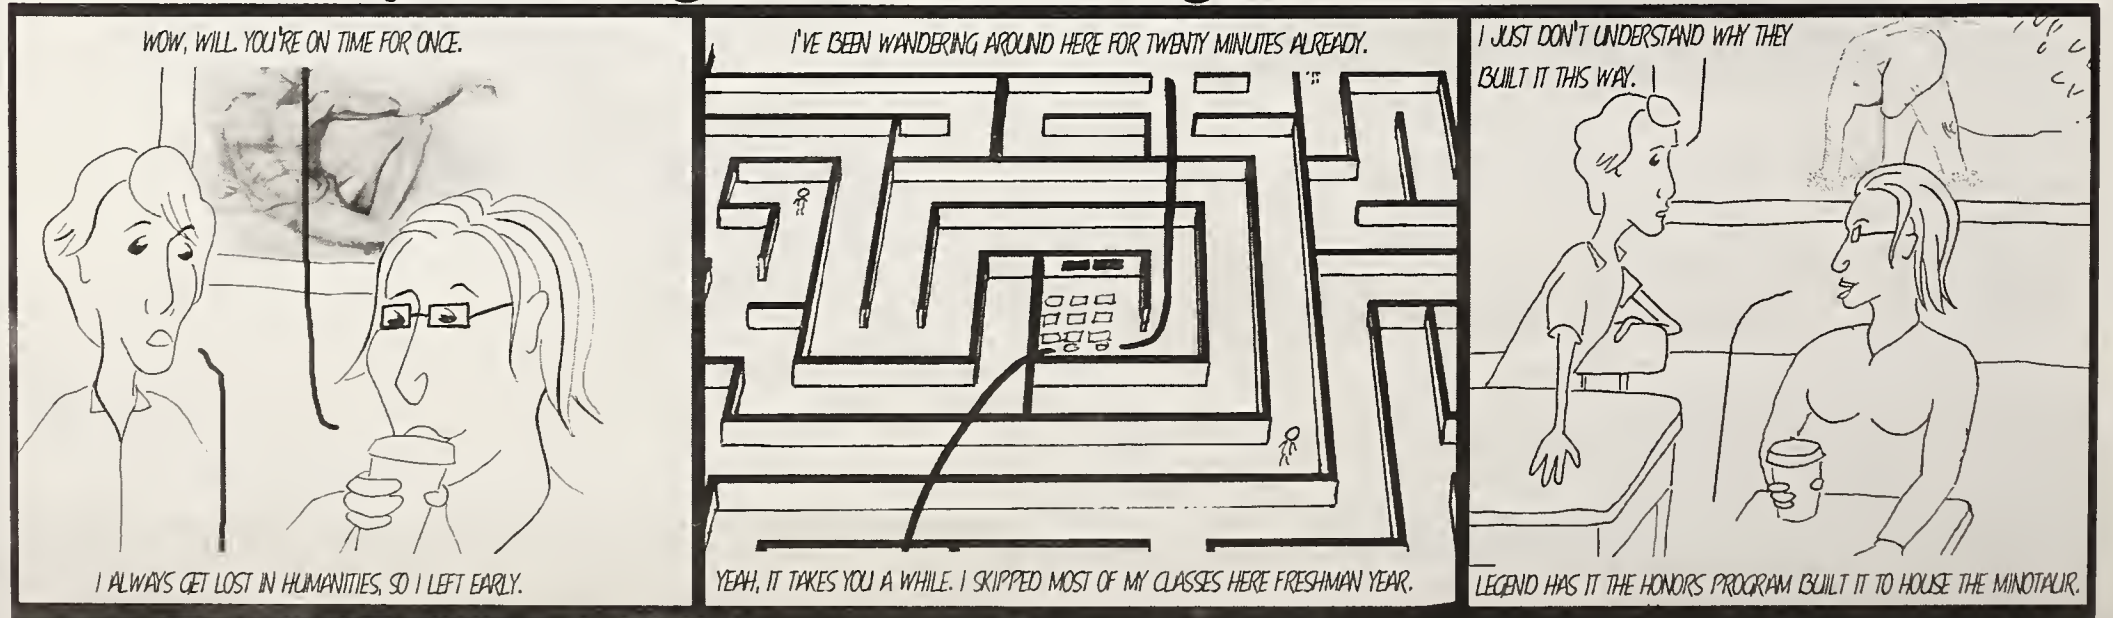 WOW, WILL. YOU'RE ON TIME FOR ONCE.
I ALWAYS GET LOST IN HUMANITIES, SO I LEFT EARLY.
I'VE BEEN WANDERING AROUND HERE FOR TWENTY MINUTES ALREADY.
YEAH, IT TAKES YOU A WHILE. I SKIPPED MOST OF MY CLASSES HERE FRESHMAN YEAR.
I JUST DON'T UNDERSTAND WHY THEY
BUILT IT THIS WAY.
LEGEND HAS IT THE HONORS PROGRAM BUILT IT TO HOUSE THE MINOTAUR.